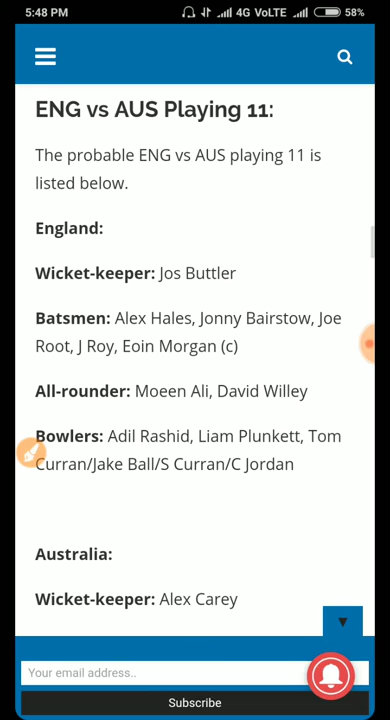 5:48 PM 4G VoLTE 58%
ENG vs AUS Playing 11:
The probable ENG vs AUS playing 11 is
listed below.
England:
Wicket-keeper: Jos Buttler
Batsmen: Alex Hales, Jonny Bairstow, Joe
Root, J Roy, Eoin Morgan (c)
All-rounder: Moeen Ali, David Willey
Bowlers: Adil Rashid, Liam Plunkett, Tom
Curran/Jake Ball/S Curran/C Jordan
Australia:
Wicket-keeper: Alex Carey
Your email address..
Subscribe